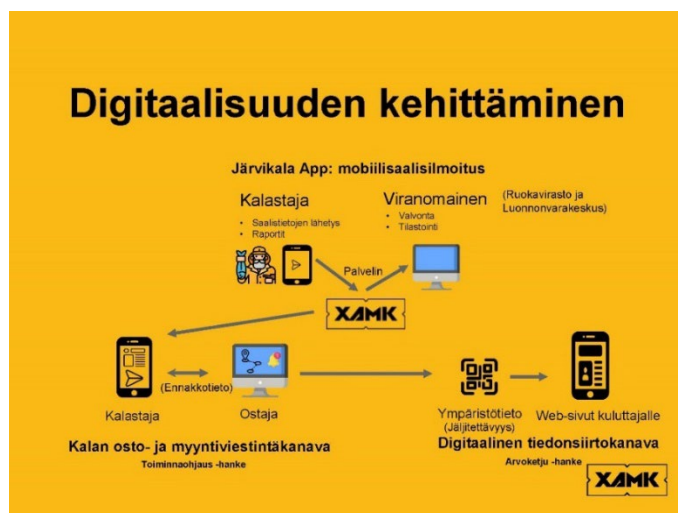 Digitaalisuuden kehittäminen
Järvikala App: mobiilisaalisilmoitus
Kalastaja
• Saalistietojen lähetys
• Raportit
Viranomainen
• Valvonta
• Tilastointi
(Ruokavirasto ja
Luonnonvarakeskus)
Palvelin
XAMK
(Ennakkotieto)
Kalastaja
Ostaja
Ympäristötieto
(Jäljitettävyys)
Web-sivut kuluttajalle
Kalan osto- ja myyntiviestintäkanava
Toiminnaohjaus -hanke
Digitaalinen tiedonsiirtokanava
Arvoketju -hanke
XAMK